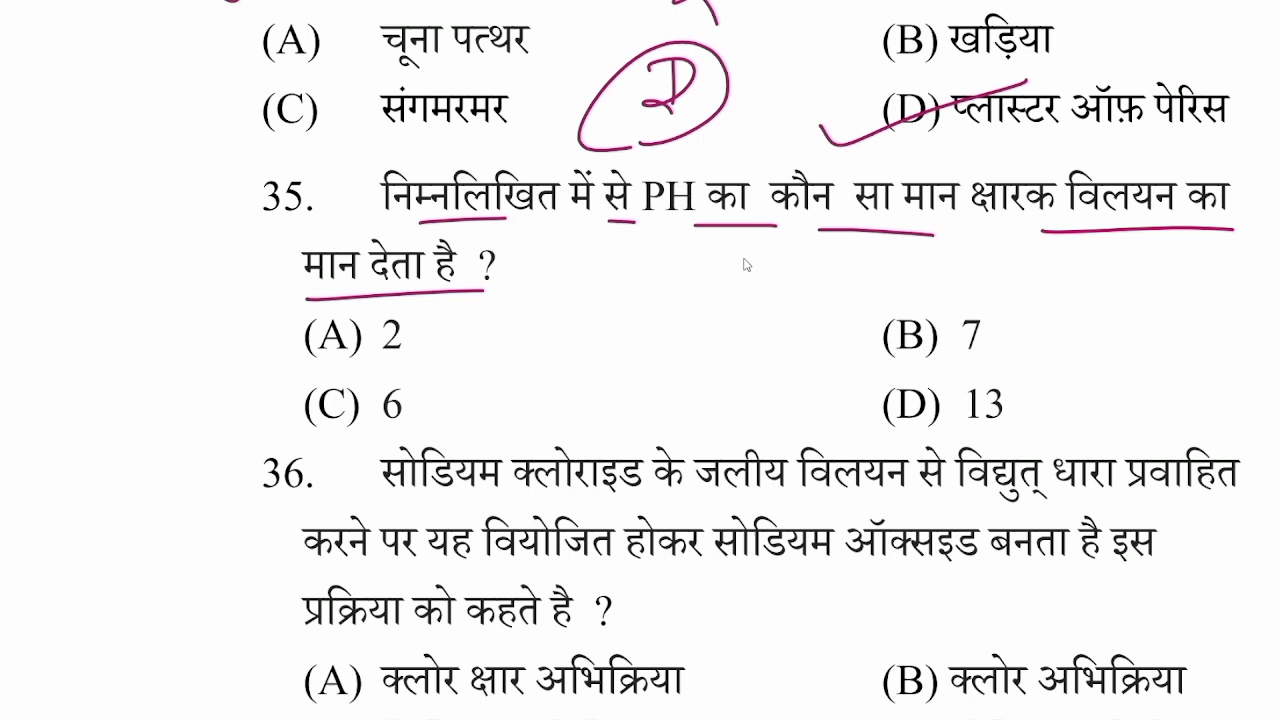 (A) चूना पत्थर (B) खड़िया
D
(C) संगमरमर (D) प्लास्टर ऑफ़ पेरिस
35. निम्नलिखित में से PH का कौन सा मान क्षारक विलयन का
मान देता है ?
(A) 2 (B) 7
(C) 6 (D) 13
36. सोडियम क्लोराइड के जलीय विलयन से विद्युत् धारा प्रवाहित
करने पर यह वियोजित होकर सोडियम ऑक्सइड बनता है इस
प्रक्रिया को कहते है ?
(A) क्लोर क्षार अभिक्रिया (B) क्लोर अभिक्रिया